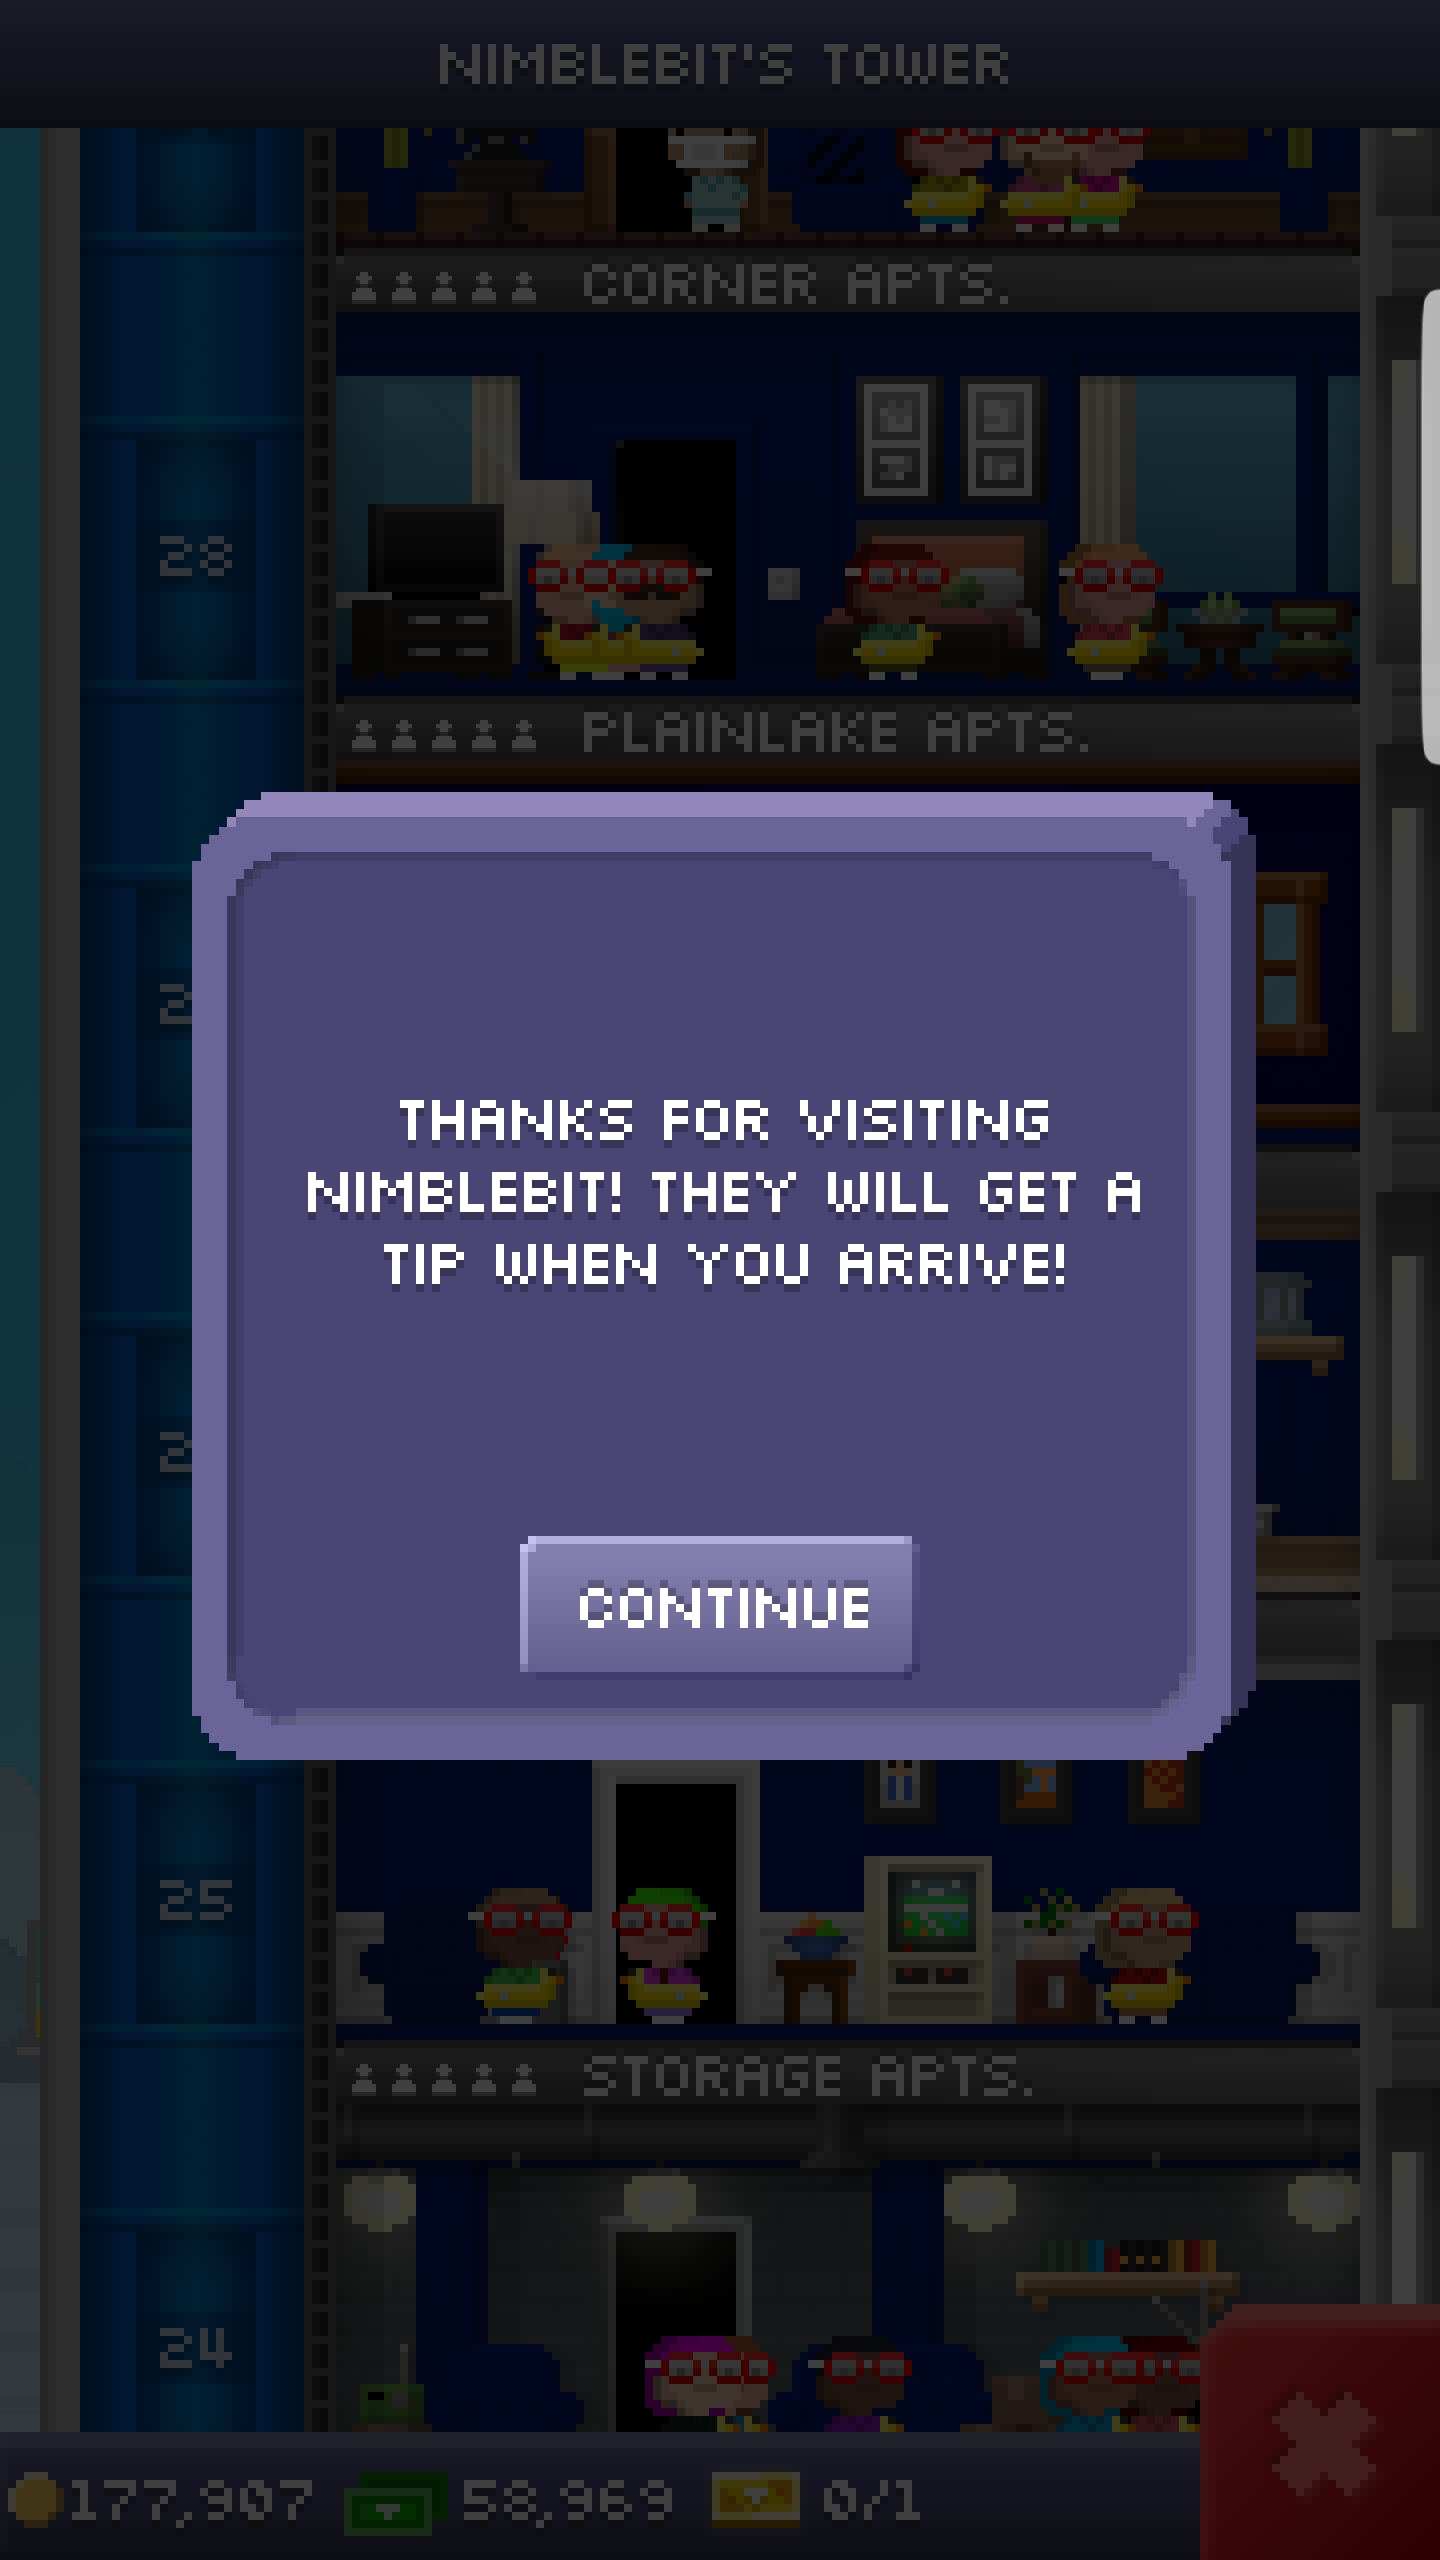 NIMBLEBIT'S TOWER
CORNER APTS.
28
PLAINLAKE APTS.
THANKS FOR VISITING
NIMBLEBIT! THEY WILL GET A
TIP WHEN YOU ARRIVE!
CONTINUE
25
STORAGE APTS.
24
177,907 58,969 0/1